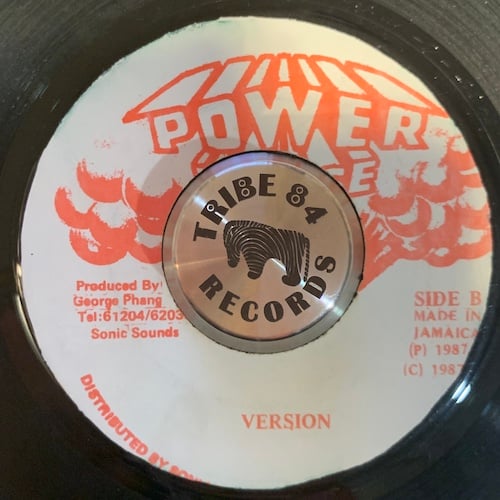 POWER
TRIBE 84
RECORDS
Produced By:
George Phang
Tel:61204/6203
Sonic Sounds
SIDE B
MADE IN
JAMAICA
(P) 1987
(C) 1987
VERSION
DISTRIBUTED BY